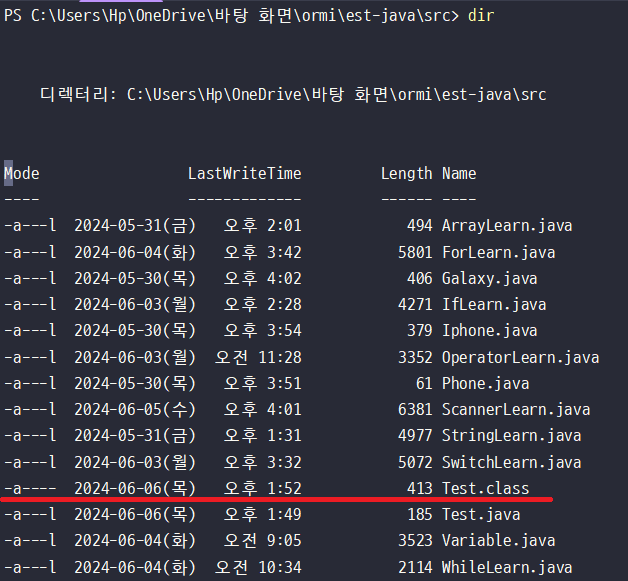 PS C:\Users\Hp\OneDrive\바탕 화면\ormi\est-java\src> dir
디렉터리: C:\Users\Hp\OneDrive\바탕 화면\ormi\est-java\src
Mode LastWriteTime Length Name
---- ------------- ------ ----
-a---l 2024-05-31(금) 오후 2:01 494 ArrayLearn.java
-a---l 2024-06-04(화) 오후 3:42 5801 ForLearn.java
-a---l 2024-05-30(목) 오후 4:02 406 Galaxy.java
-a---l 2024-06-03(월) 오후 2:28 4271 IfLearn.java
-a---l 2024-05-30(목) 오후 3:54 379 Iphone.java
-a---l 2024-06-03(월) 오전 11:28 3352 OperatorLearn.java
-a---l 2024-05-30(목) 오후 3:51 61 Phone.java
-a---l 2024-06-05(수) 오후 4:01 6381 ScannerLearn.java
-a---l 2024-05-31(금) 오후 1:31 4977 StringLearn.java
-a---l 2024-06-03(월) 오후 3:32 5072 SwitchLearn.java
-a---- 2024-06-06(목) 오후 1:52 413 Test.class
-a---l 2024-06-06(목) 오후 1:49 185 Test.java
-a---l 2024-06-04(화) 오전 9:05 3523 Variable.java
-a---l 2024-06-04(화) 오전 10:34 2114 WhileLearn.java